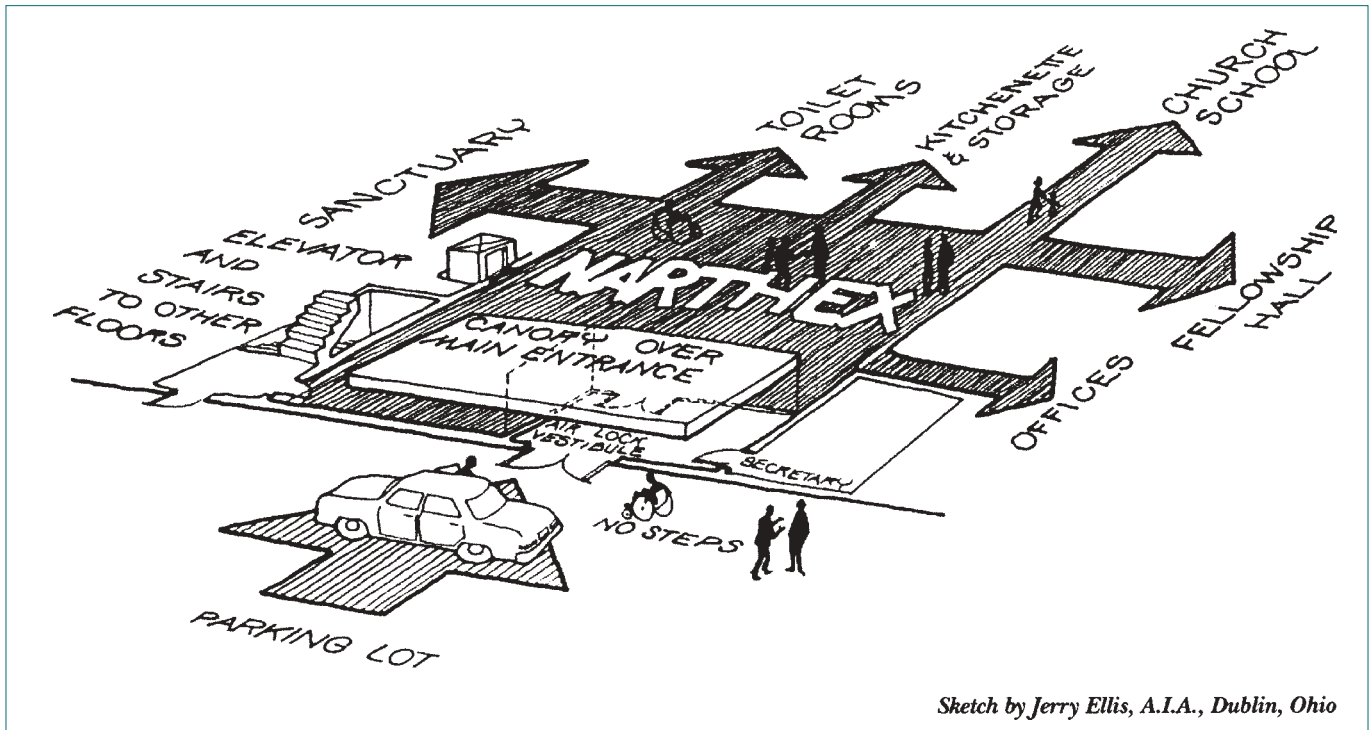 CHURCH
SCHOOL
KITCHENETTE
& STORAGE
TOILET
ROOMS
SANCTUARY
ELEVATOR
AND
STAIRS
TO OTHER
FLOORS
NARTHEX
FELLOWSHIP
HALL
CANOPY OVER
MAIN ENTRANCE
OFFICES
AIR LOCK
VESTIBULE
SECRETARY
NO STEPS
PARKING LOT
Sketch by Jerry Ellis, A.I.A., Dublin, Ohio